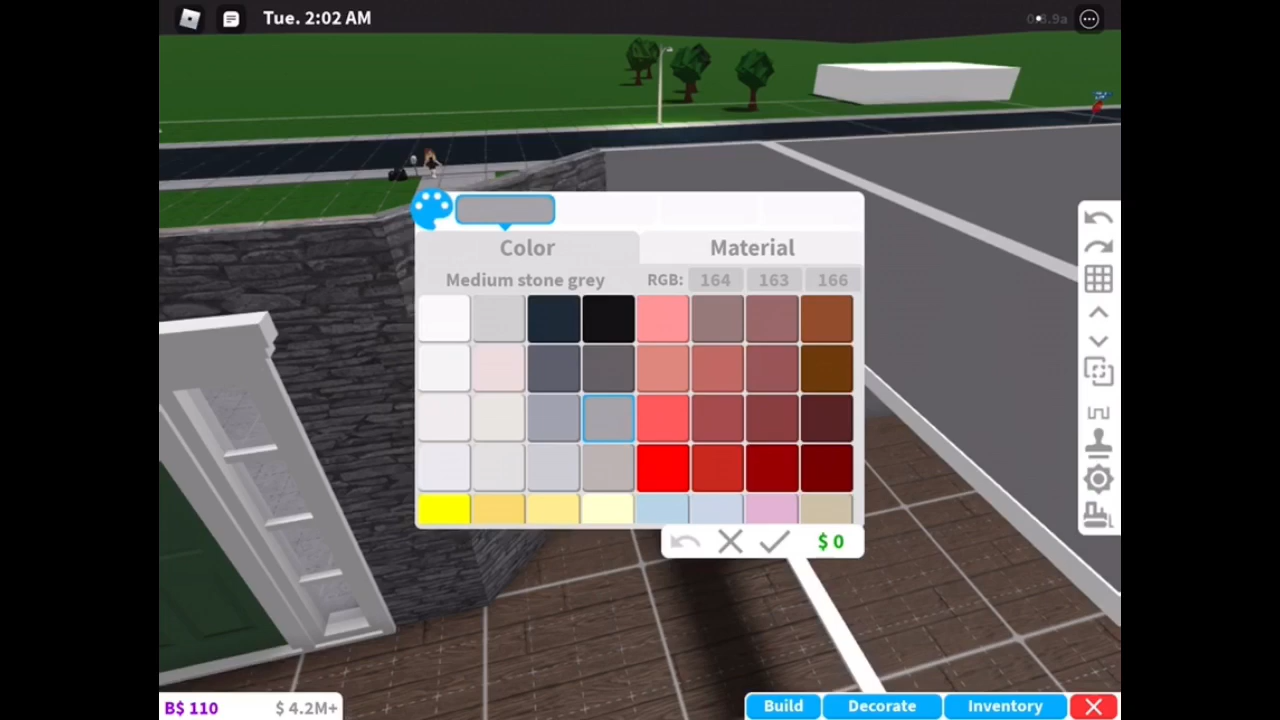 Tue. 2:02 AM
Color
Material
Medium stone grey
RGB: 164 163 166
$ 0
B$ 110
$ 4.2M+
Build
Decorate
Inventory